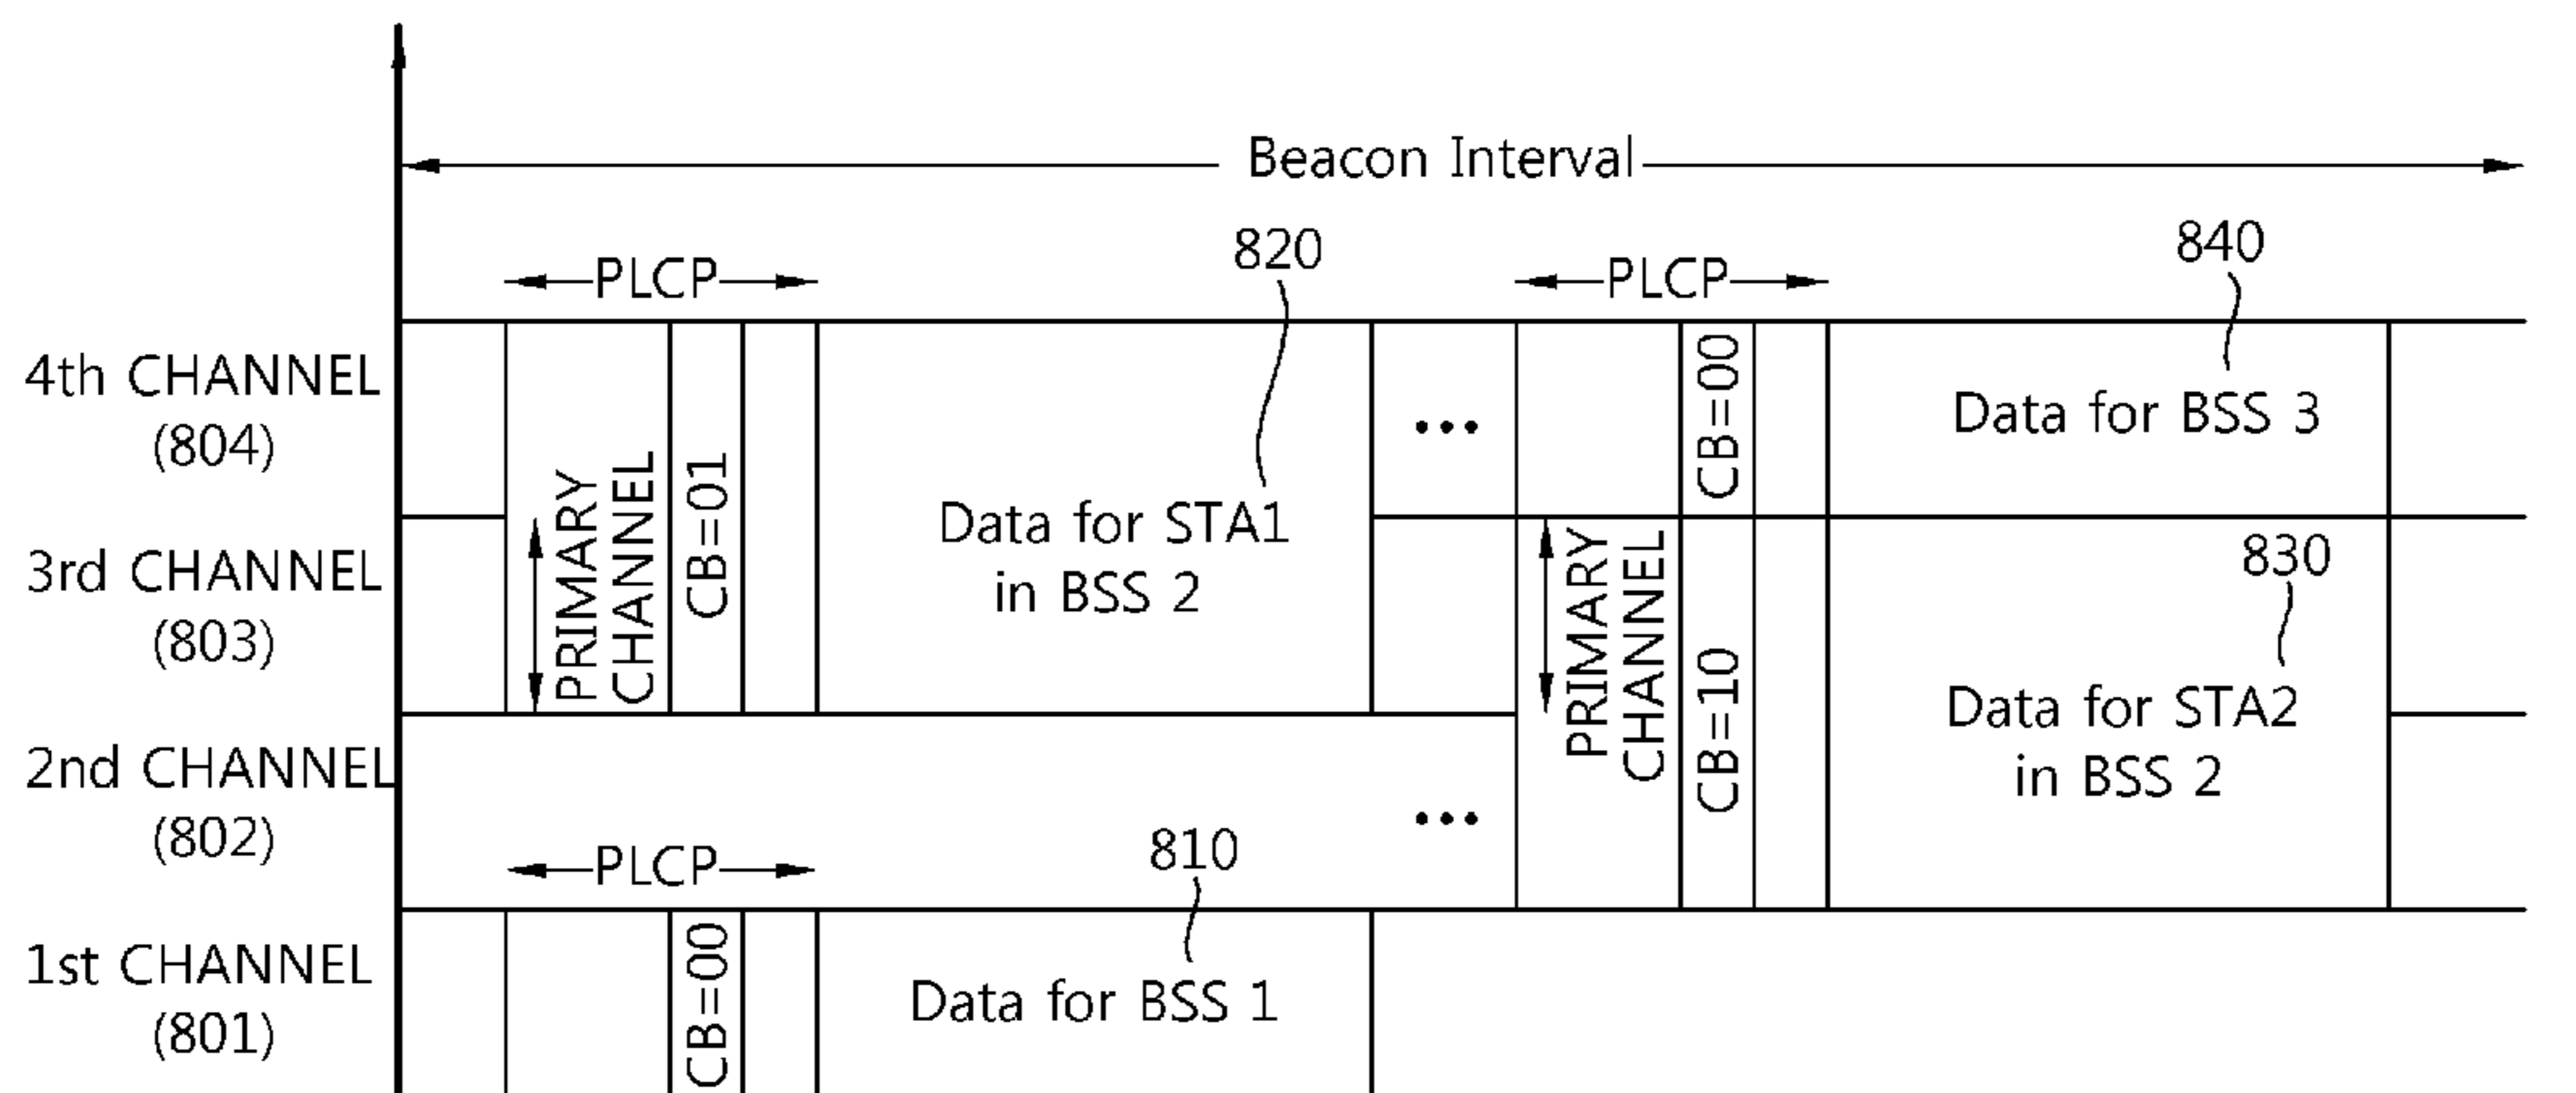 Beacon Interval
820
840
PLCP
PLCP
4th CHANNEL
(804)
CB=00
Data for BSS 3
•••
PRIMARY
CHANNEL
CB=01
Data for STA1
in BSS 2
3rd CHANNEL
(803)
PRIMARY
CHANNEL
CB=10
830
Data for STA2
in BSS 2
2nd CHANNEL
(802)
•••
810
PLCP
1st CHANNEL
(801)
CB=00
Data for BSS 1